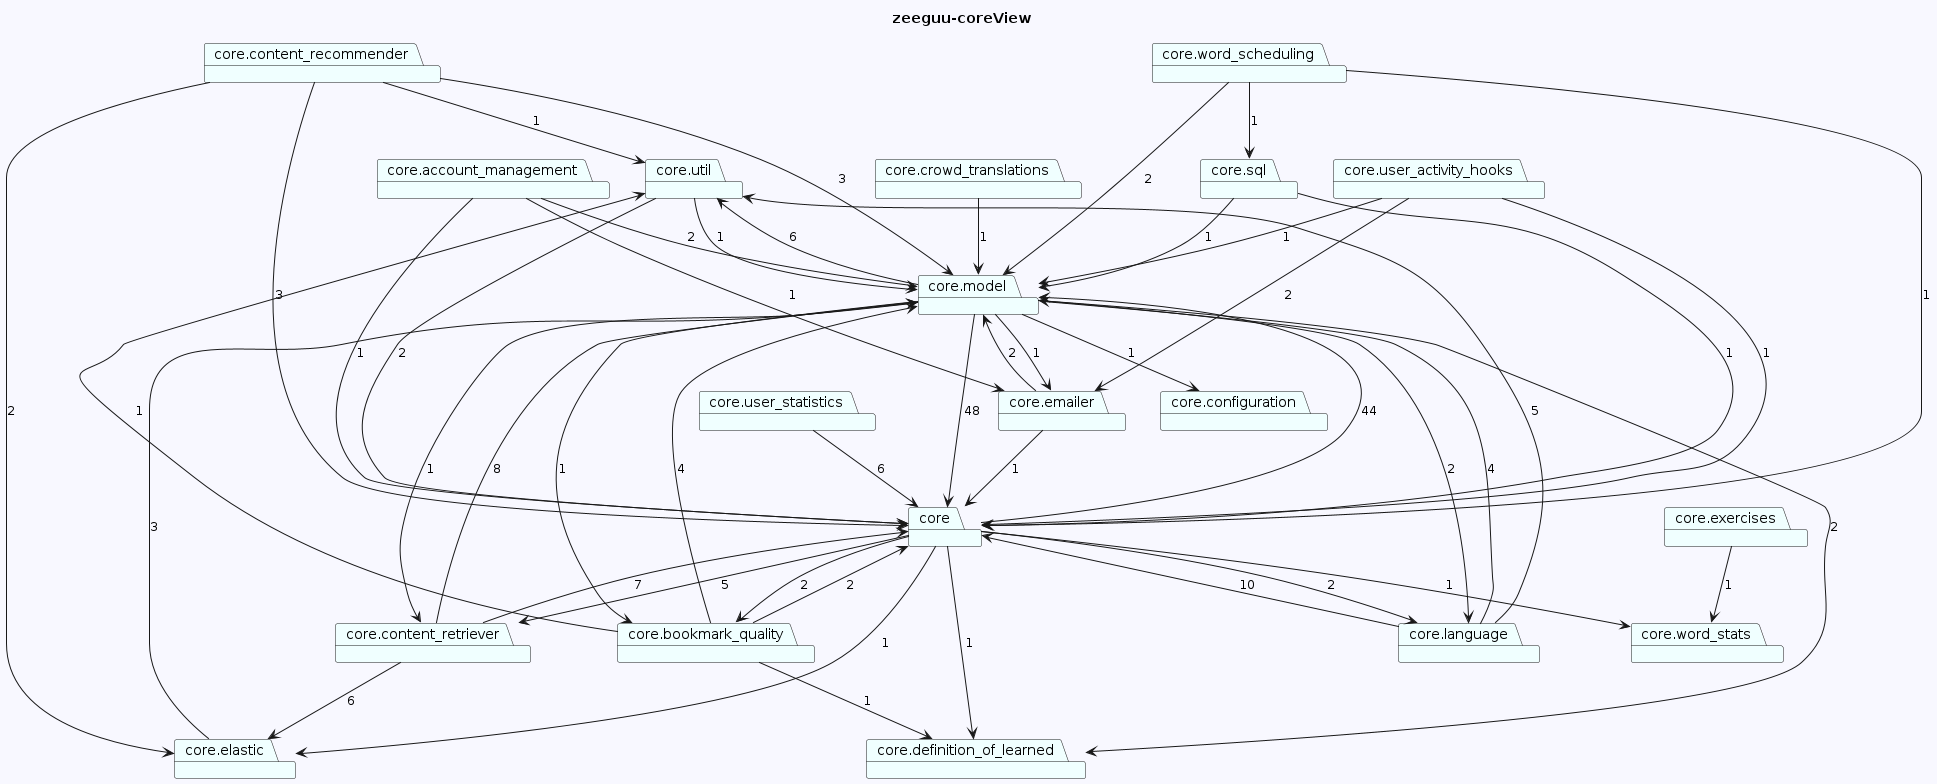 zeeguu-coreView
core.content_recommender
core.word_scheduling
1
1
core.account_management
core.util
core.crowd_translations
core.sql
core.user_activity_hooks
3
2
2
1
6
1
1
1
3
1
2
1
core.model
1
2
2
1
1
1
1
2
1
core.user_statistics
core.emailer
core.configuration
48
44
5
1
8
1
4
6
1
2
4
3
core
core.exercises
2
7
5
2
2
10
2
1
1
core.content_retriever
core.bookmark_quality
core.language
core.word_stats
1
1
6
1
core.elastic
core.definition_of_learned